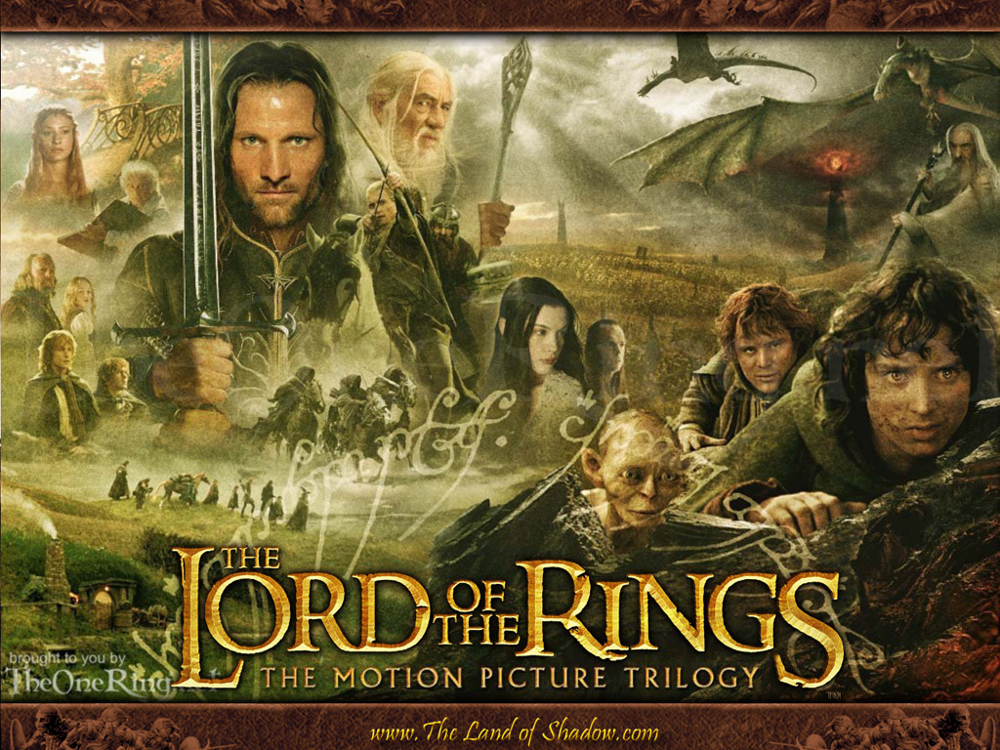 THE LORD OF THE RINGS
THE MOTION PICTURE TRILOGY
brought to you by
TheOneRing.net
www.The Land of Shadow.com